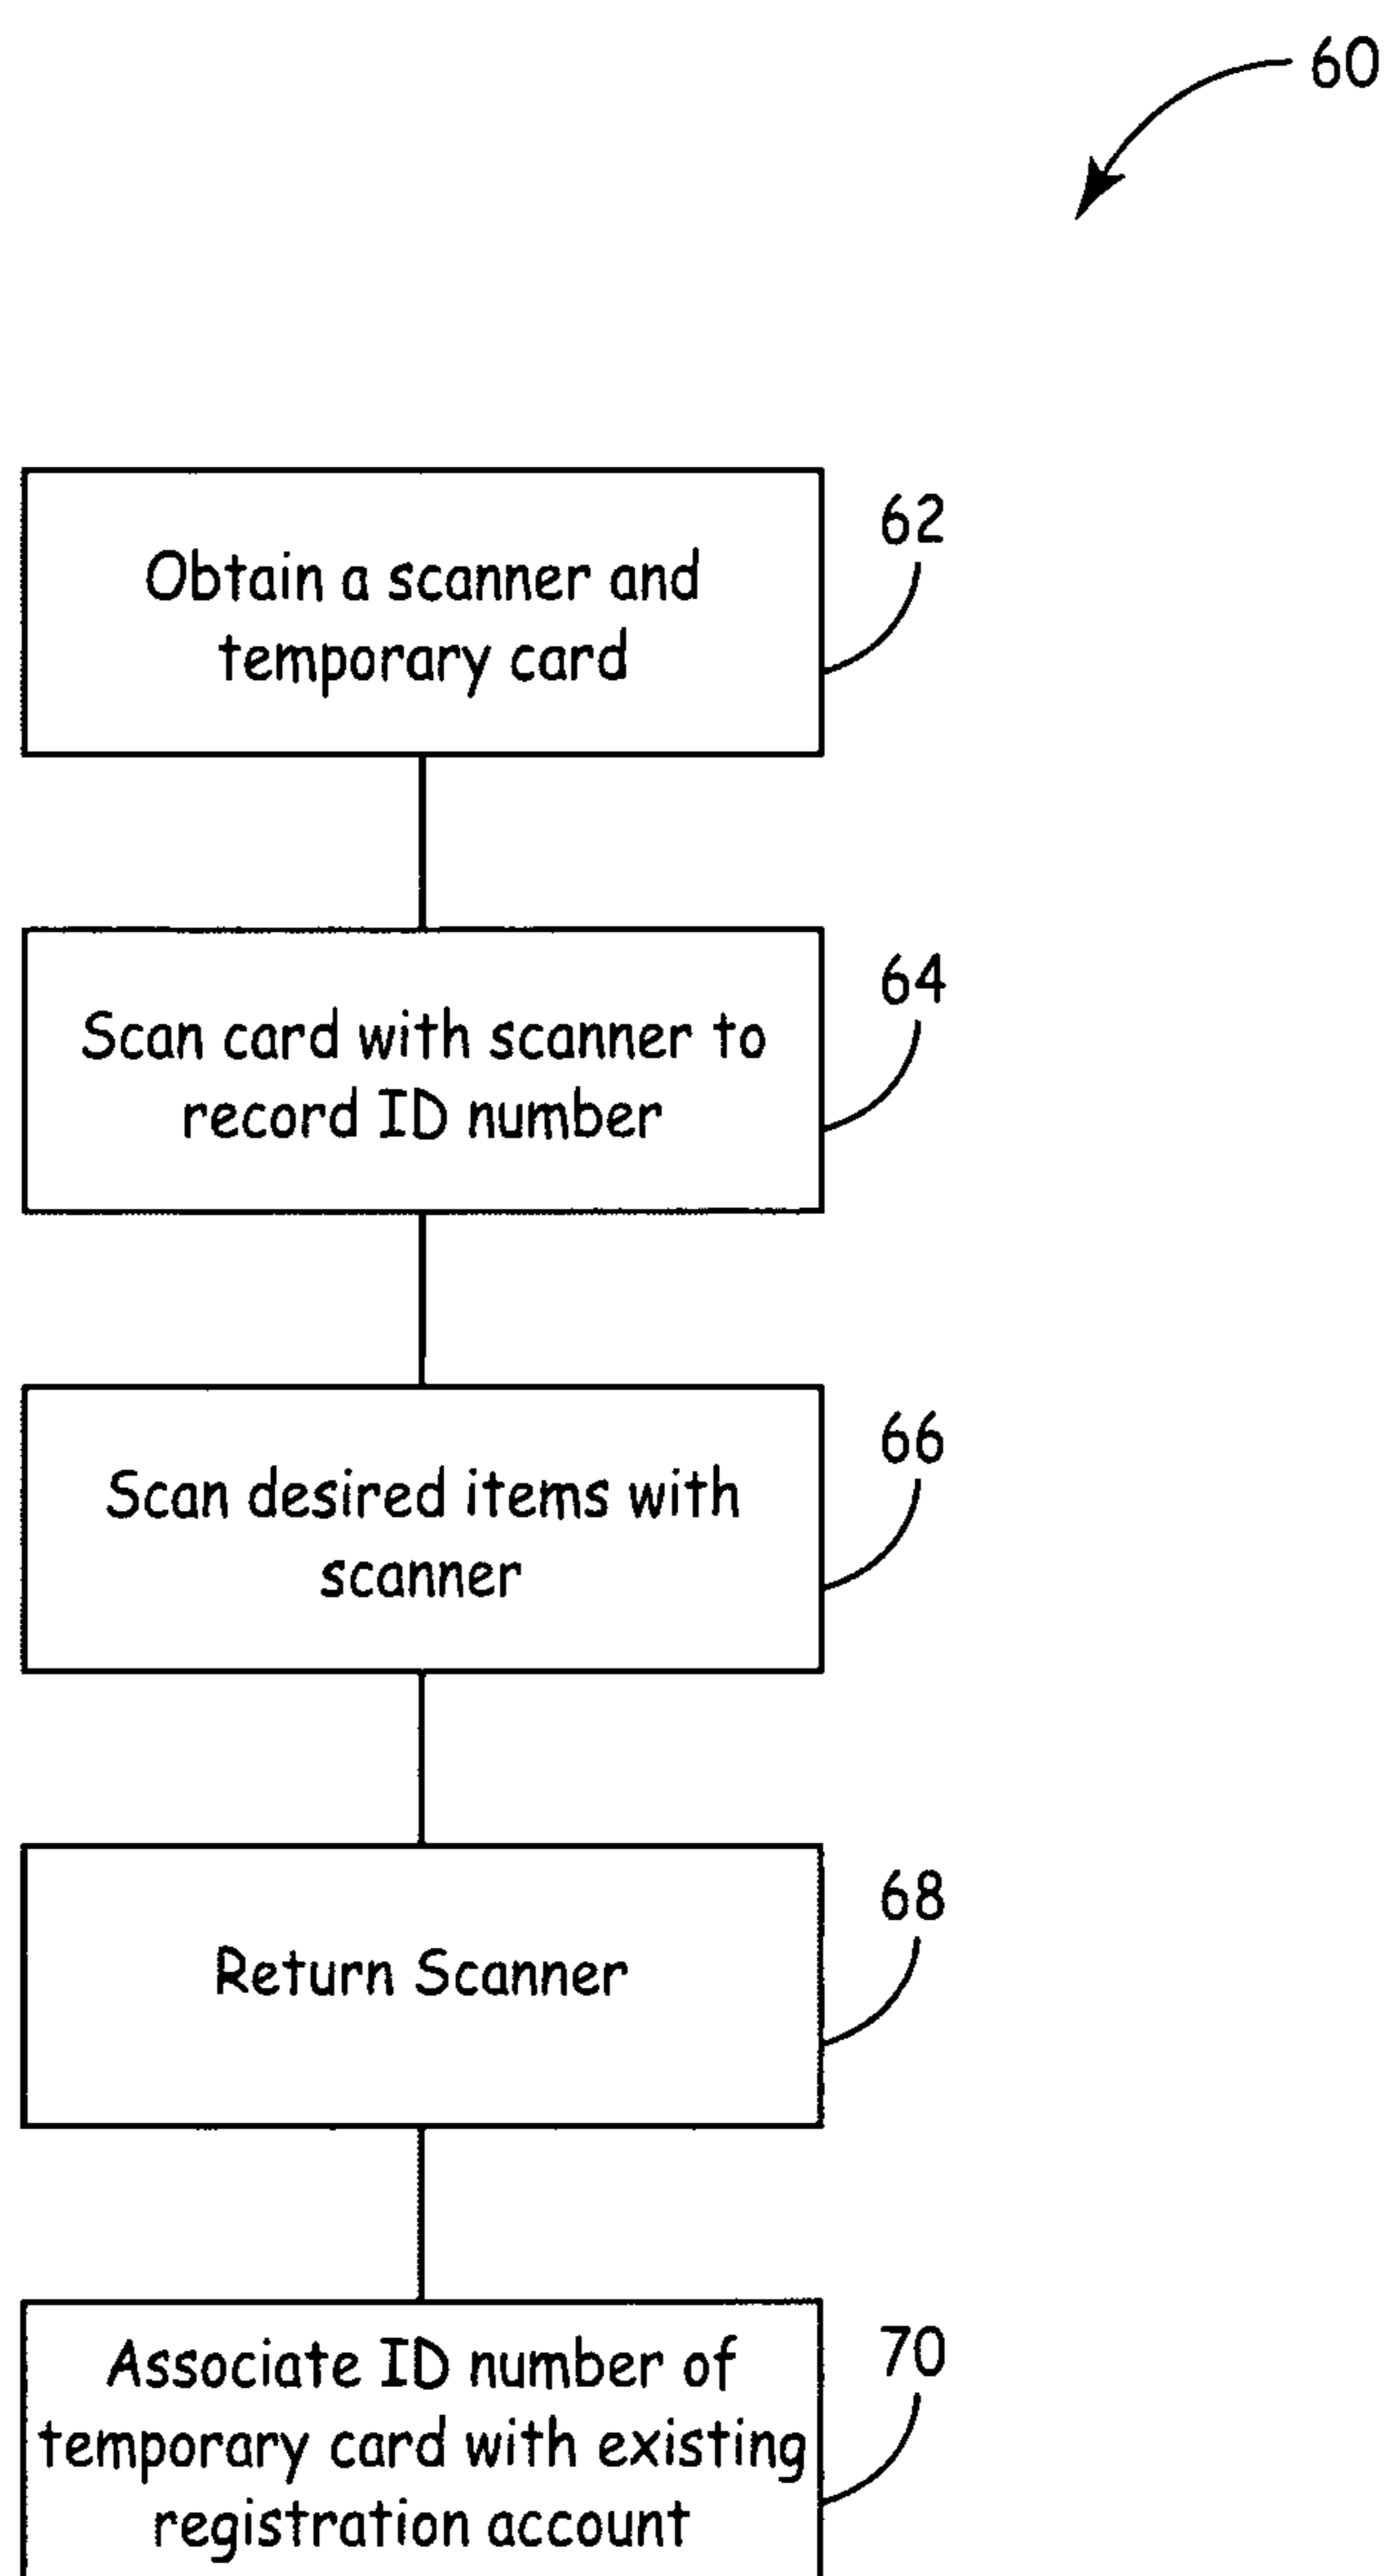 60
Obtain a scanner and
temporary card
62
Scan card with scanner to
record ID number
64
Scan desired items with
scanner
66
Return Scanner
68
Associate ID number of
temporary card with existing
registration account
70